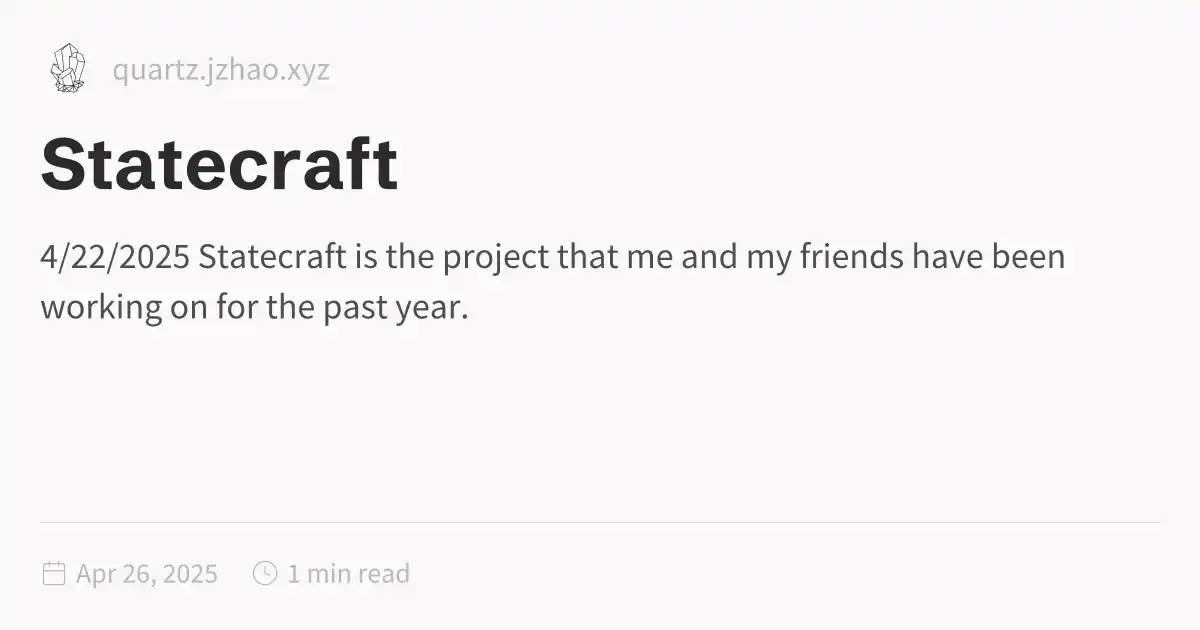 quartz.jzhao.xyz
Statecraft
4/22/2025 Statecraft is the project that me and my friends have been
working on for the past year.
Apr 26, 2025 1 min read